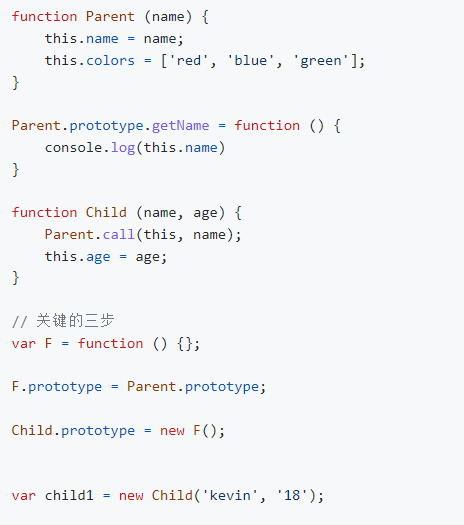 function Parent (name) {
    this.name = name;
    this.colors = ['red', 'blue', 'green'];
}

Parent.prototype.getName = function () {
    console.log(this.name)
}

function Child (name, age) {
    Parent.call(this, name);
    this.age = age;
}

// 关键的三步
var F = function () {};

F.prototype = Parent.prototype;

Child.prototype = new F();


var child1 = new Child('kevin', '18');